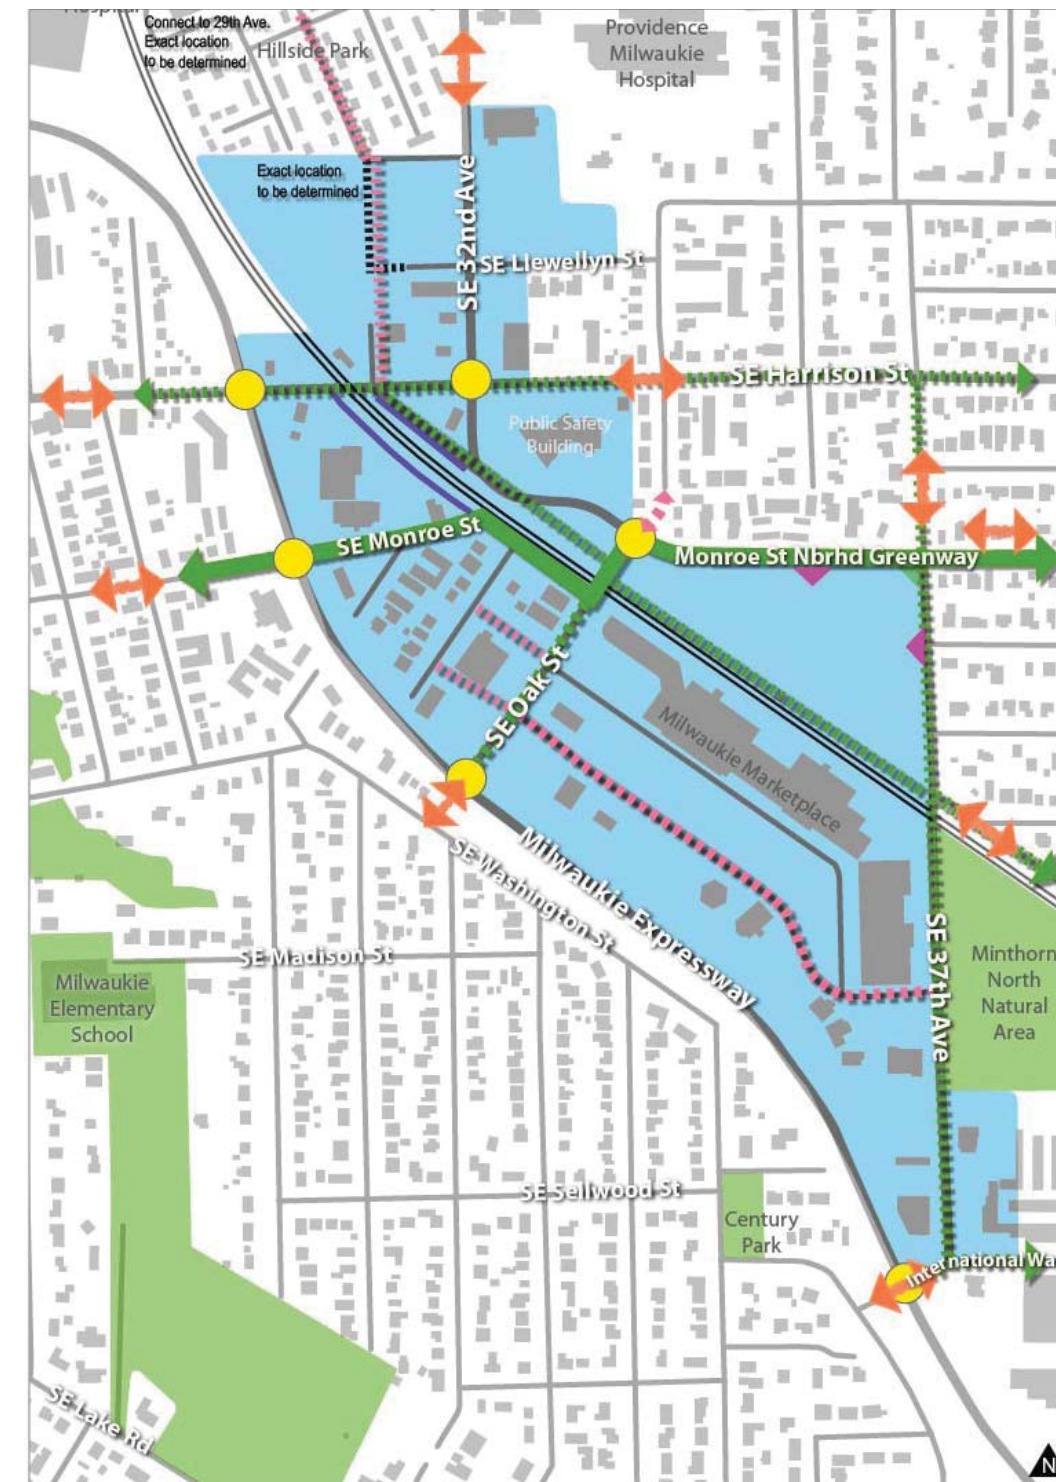 Hospital
Connect to 29th Ave.
Exact location
to be determined
Hillside Park
Providence
Milwaukie
Hospital
Exact location
to be determined
SE 32nd Ave
SE Llewellyn St
SE Harrison St
Public Safety
Building
SE Monroe St
Monroe St Nbrhd Greenway
SE Oak St
Milwaukie Marketplace
Milwaukie Expressway
SE Washington St
SE Madison St
SE 37th Ave
Minthorn
North
Natural
Area
Milwaukie
Elementary
School
SE Sellwood St
Century
Park
International Wa
SE Lake Rd
N